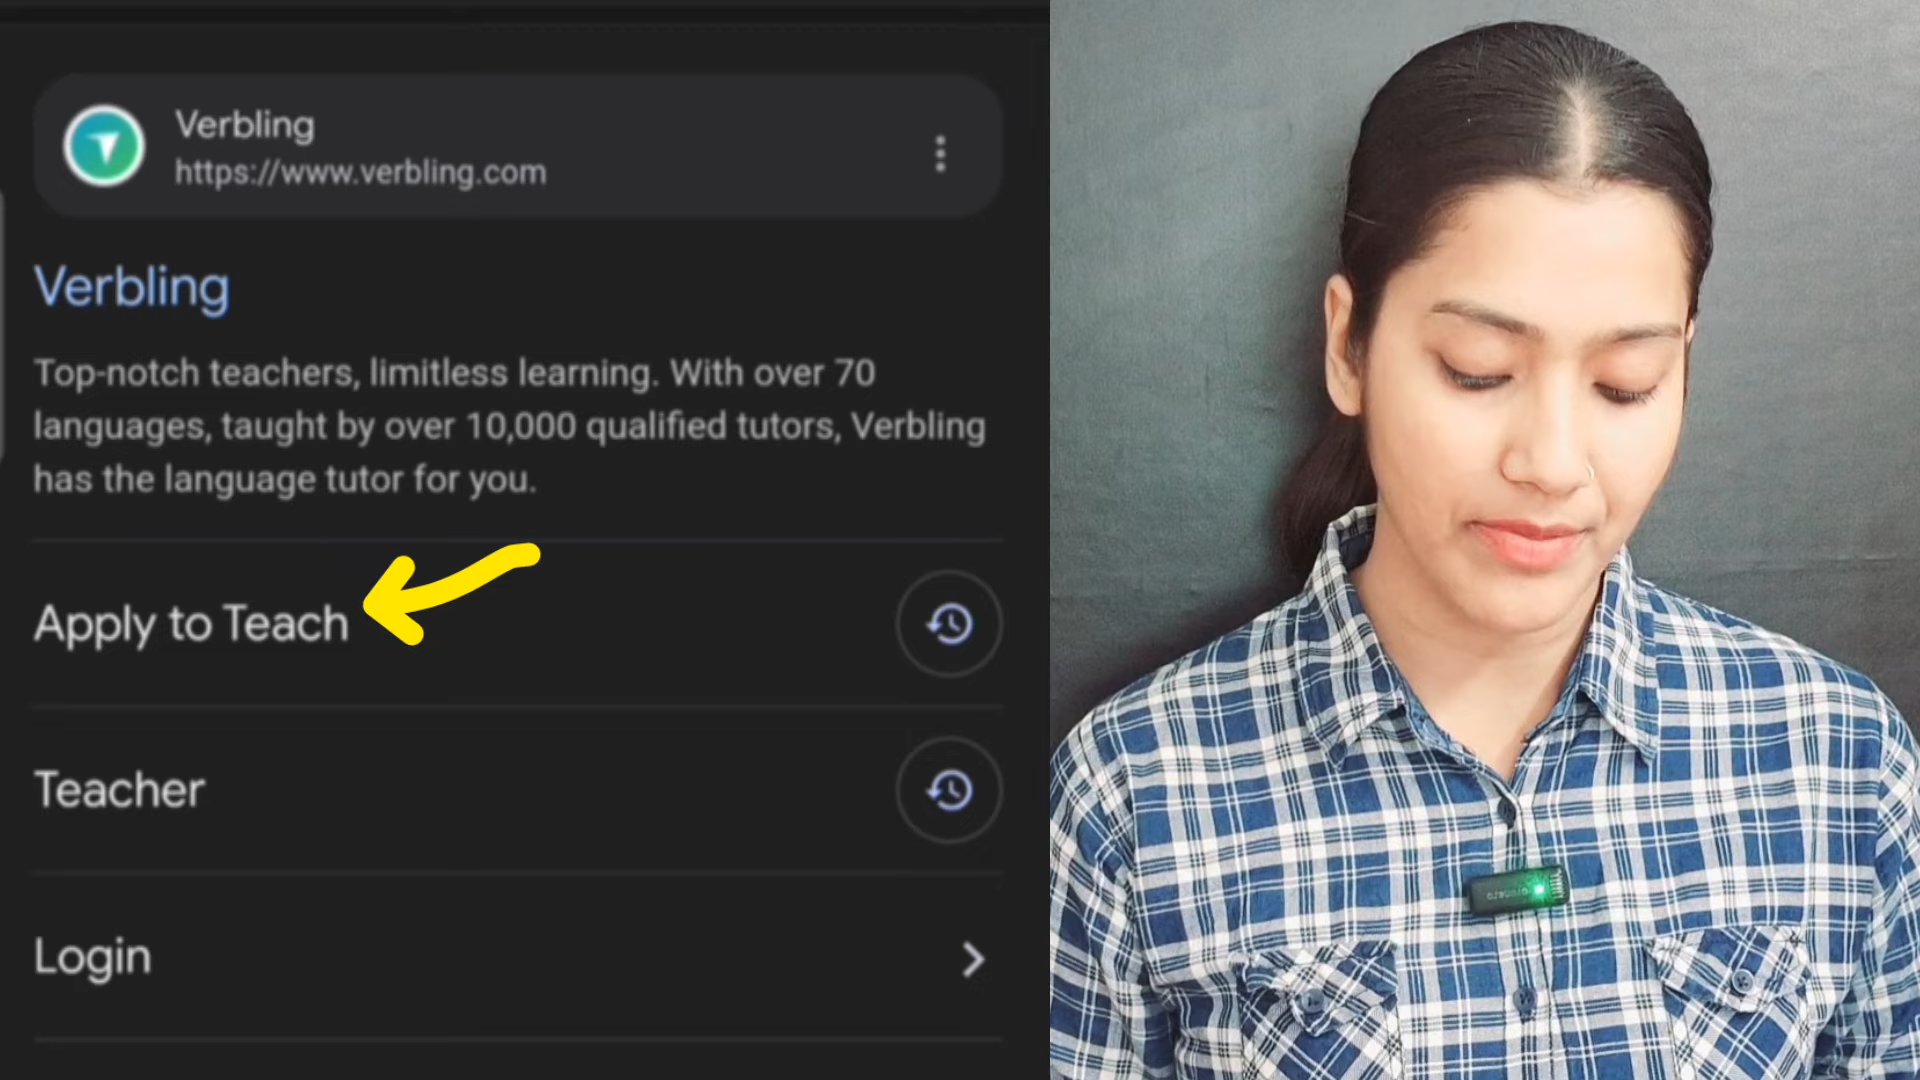 Verbling
https://www.verbling.com
Verbling
Top-notch teachers, limitless learning. With over 70
languages, taught by over 10,000 qualified tutors, Verbling
has the language tutor for you.
Apply to Teach
Teacher
Login